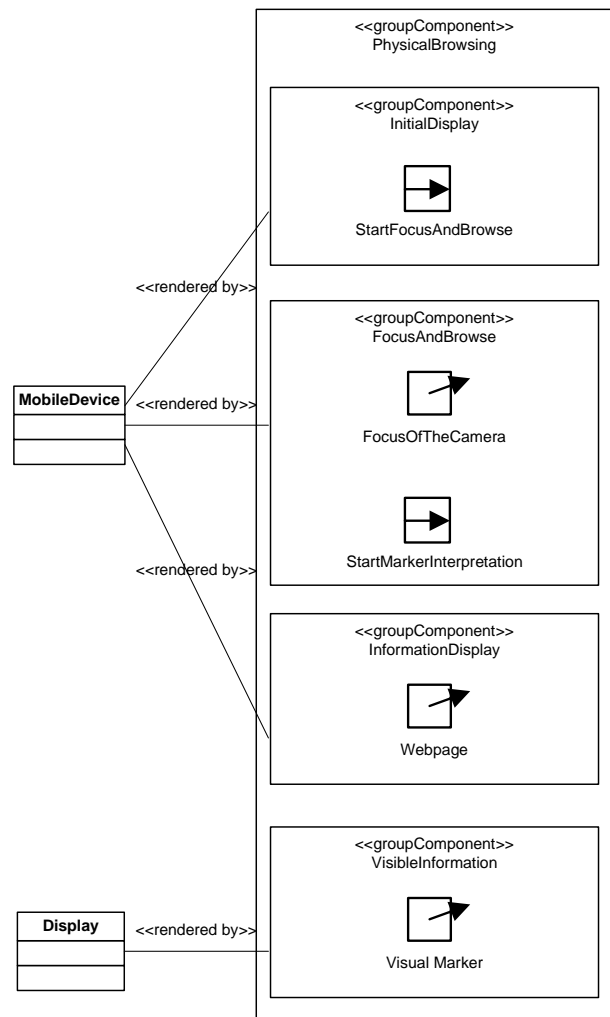 <<groupComponent>>
PhysicalBrowsing
<<groupComponent>>
InitialDisplay
StartFocusAndBrowse
<<rendered by>>
<<groupComponent>>
FocusAndBrowse
MobileDevice
<<rendered by>>
FocusOfTheCamera
StartMarkerInterpretation
<<rendered by>>
<<groupComponent>>
InformationDisplay
Webpage
<<groupComponent>>
VisibleInformation
Display
<<rendered by>>
Visual Marker